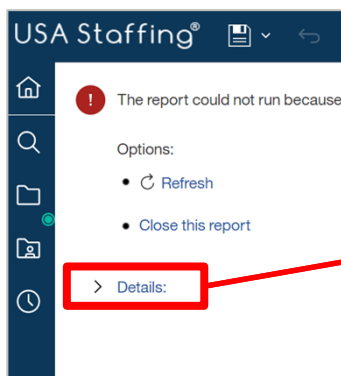 USA Staffing®
The report could not run because
Options:
Refresh
Close this report
Details: